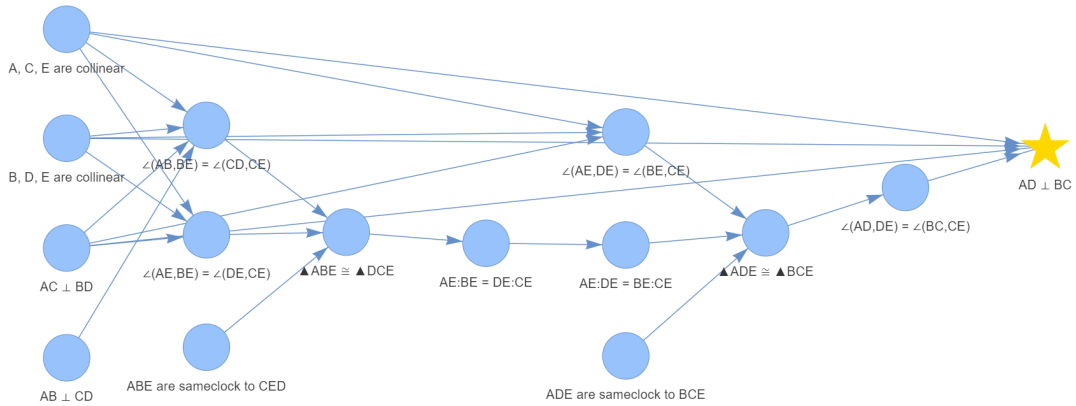 A, C, E are collinear
∠(AB,BE) = ∠(CD,CE)
∠(AE,DE) = ∠(BE,CE)
B, D, E are collinear
AD ⊥ BC
∠(AD,DE) = ∠(BC,CE)
∠(AE,BE) = ∠(DE,CE)
▲ABE ≅ ▲DCE
▲ADE ≅ ▲BCE
AC ⊥ BD
AE:BE = DE:CE
AE:DE = BE:CE
ABE are sameclock to CED
ADE are sameclock to BCE
AB ⊥ CD